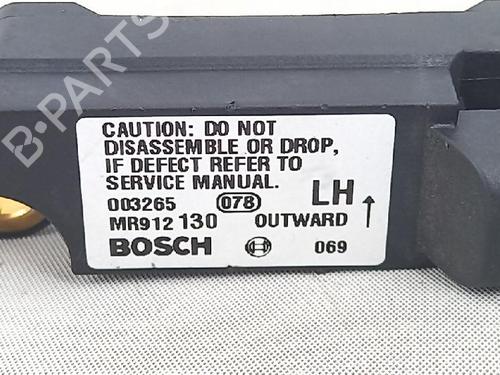 B-Parts
CAUTION: DO NOT
DISASSEMBLE OR DROP,
IF DEFECT REFER TO
SERVICE MANUAL.
003265 078 LH
MR912 130 OUTWARD ↑
BOSCH 069